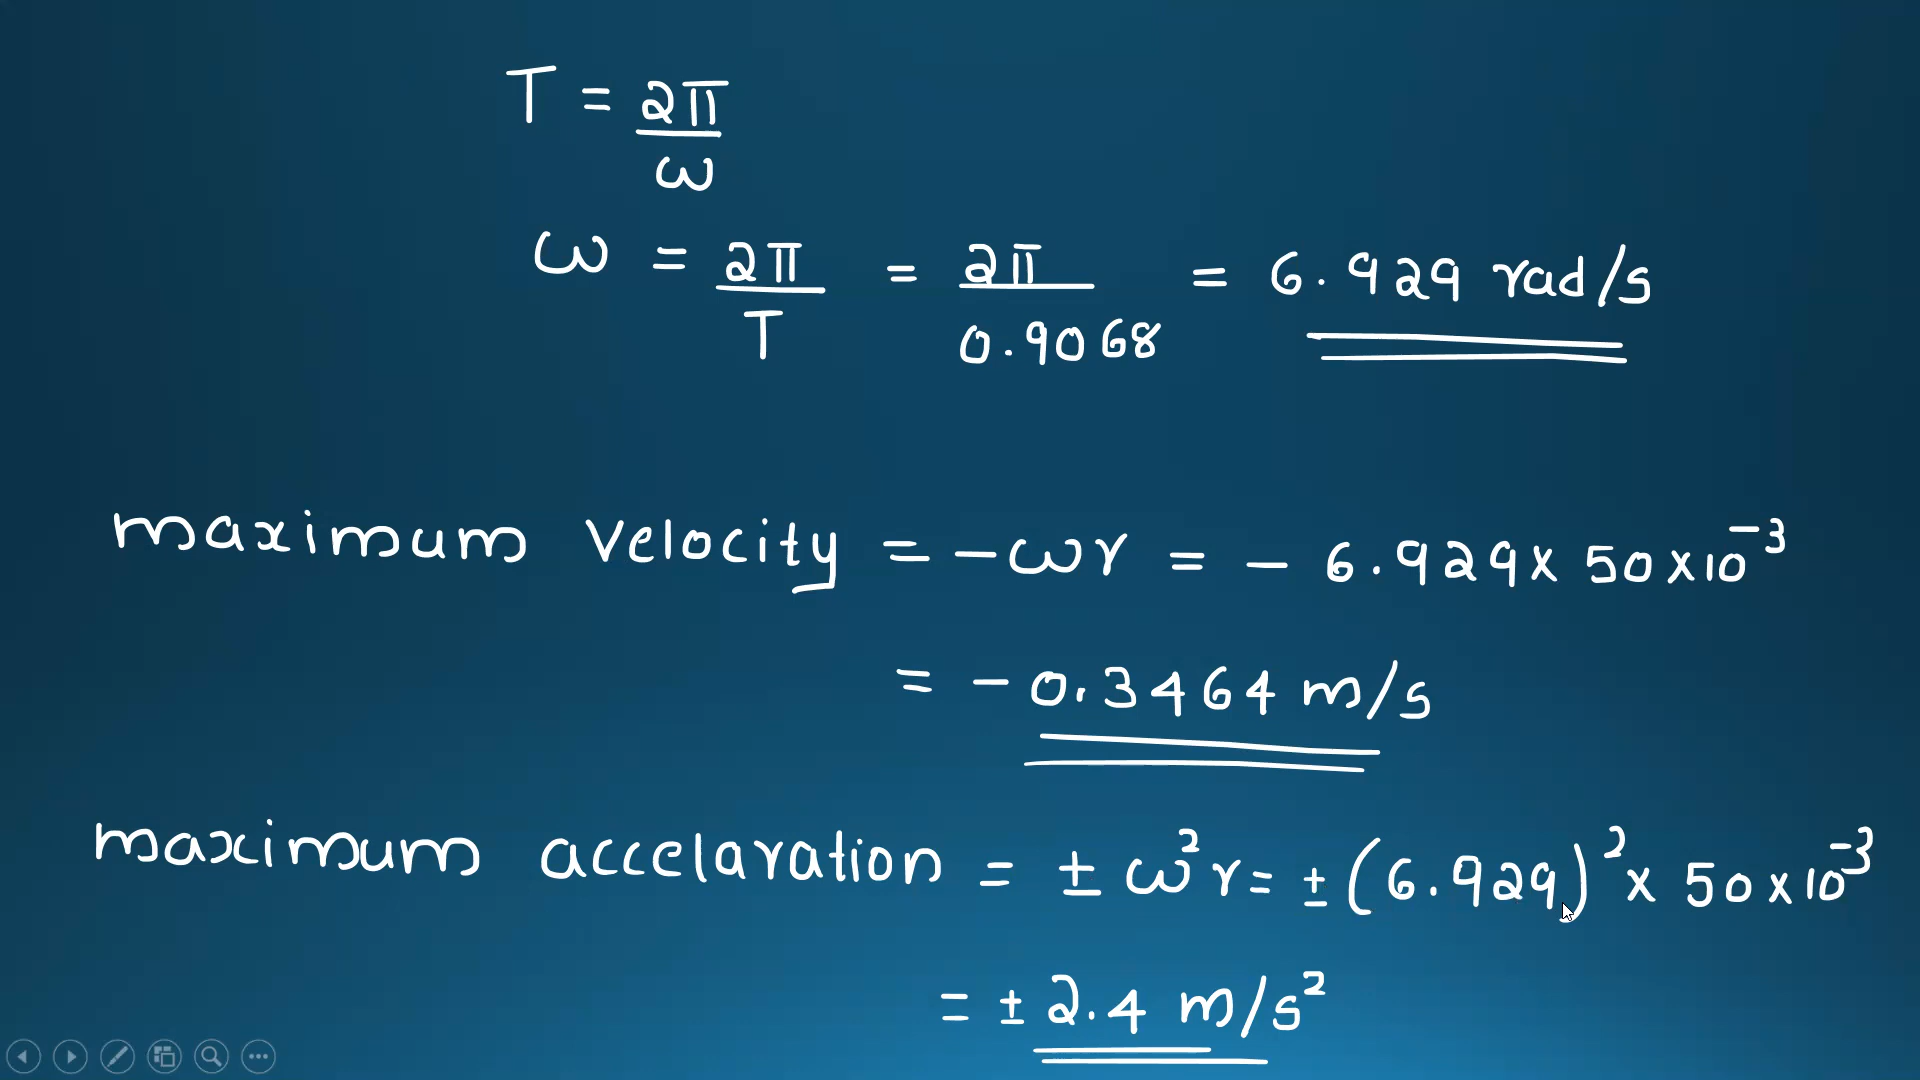 T = 2π/ω
ω = 2π/T = 2π/0.9068 = 6.929 rad/s
maximum velocity = -ωr = - 6.929 x 50 x 10⁻³
= - 0.3464 m/s
maximum accelaration = ± ω²r = ± (6.929)² x 50 x 10⁻³
= ± 2.4 m/s²